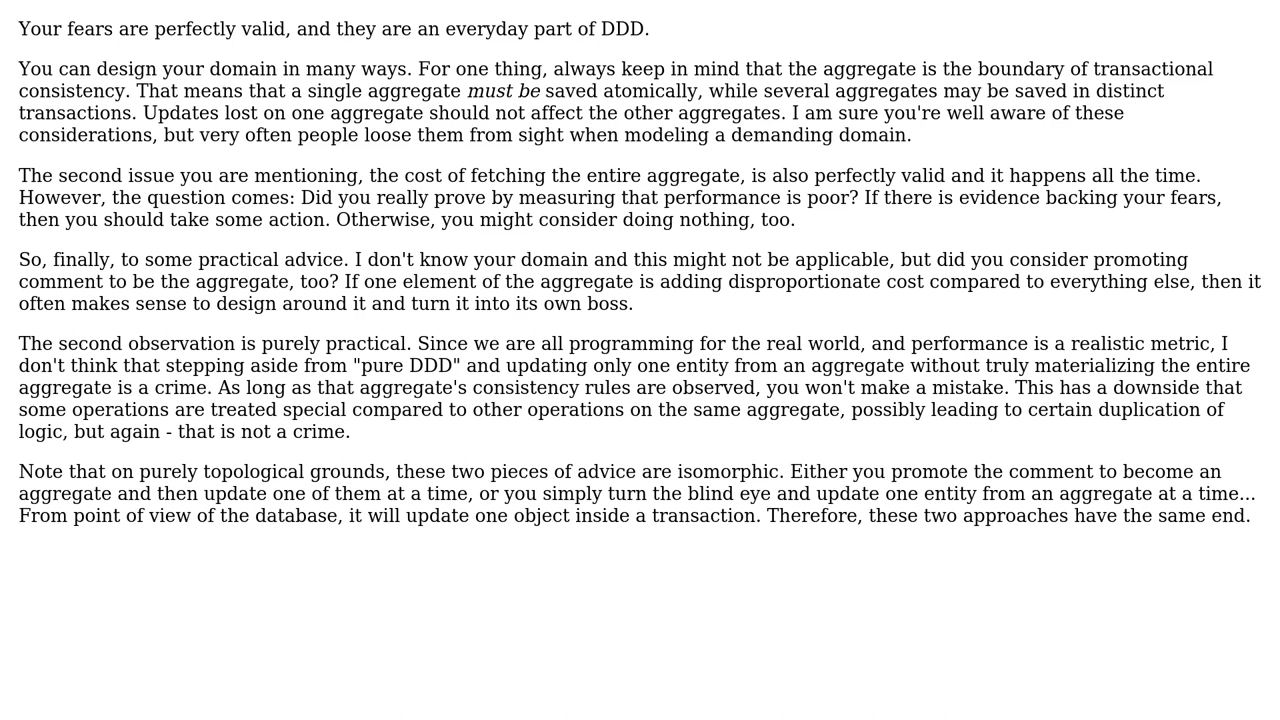 Your fears are perfectly valid, and they are an everyday part of DDD.
You can design your domain in many ways. For one thing, always keep in mind that the aggregate is the boundary of transactional
consistency. That means that a single aggregate must be saved atomically, while several aggregates may be saved in distinct
transactions. Updates lost on one aggregate should not affect the other aggregates. I am sure you're well aware of these
considerations, but very often people loose them from sight when modeling a demanding domain.
The second issue you are mentioning, the cost of fetching the entire aggregate, is also perfectly valid and it happens all the time.
However, the question comes: Did you really prove by measuring that performance is poor? If there is evidence backing your fears,
then you should take some action. Otherwise, you might consider doing nothing, too.
So, finally, to some practical advice. I don't know your domain and this might not be applicable, but did you consider promoting
comment to be the aggregate, too? If one element of the aggregate is adding disproportionate cost compared to everything else, then it
often makes sense to design around it and turn it into its own boss.
The second observation is purely practical. Since we are all programming for the real world, and performance is a realistic metric, I
don't think that stepping aside from "pure DDD" and updating only one entity from an aggregate without truly materializing the entire
aggregate is a crime. As long as that aggregate's consistency rules are observed, you won't make a mistake. This has a downside that
some operations are treated special compared to other operations on the same aggregate, possibly leading to certain duplication of
logic, but again - that is not a crime.
Note that on purely topological grounds, these two pieces of advice are isomorphic. Either you promote the comment to become an
aggregate and then update one of them at a time, or you simply turn the blind eye and update one entity from an aggregate at a time...
From point of view of the database, it will update one object inside a transaction. Therefore, these two approaches have the same end.